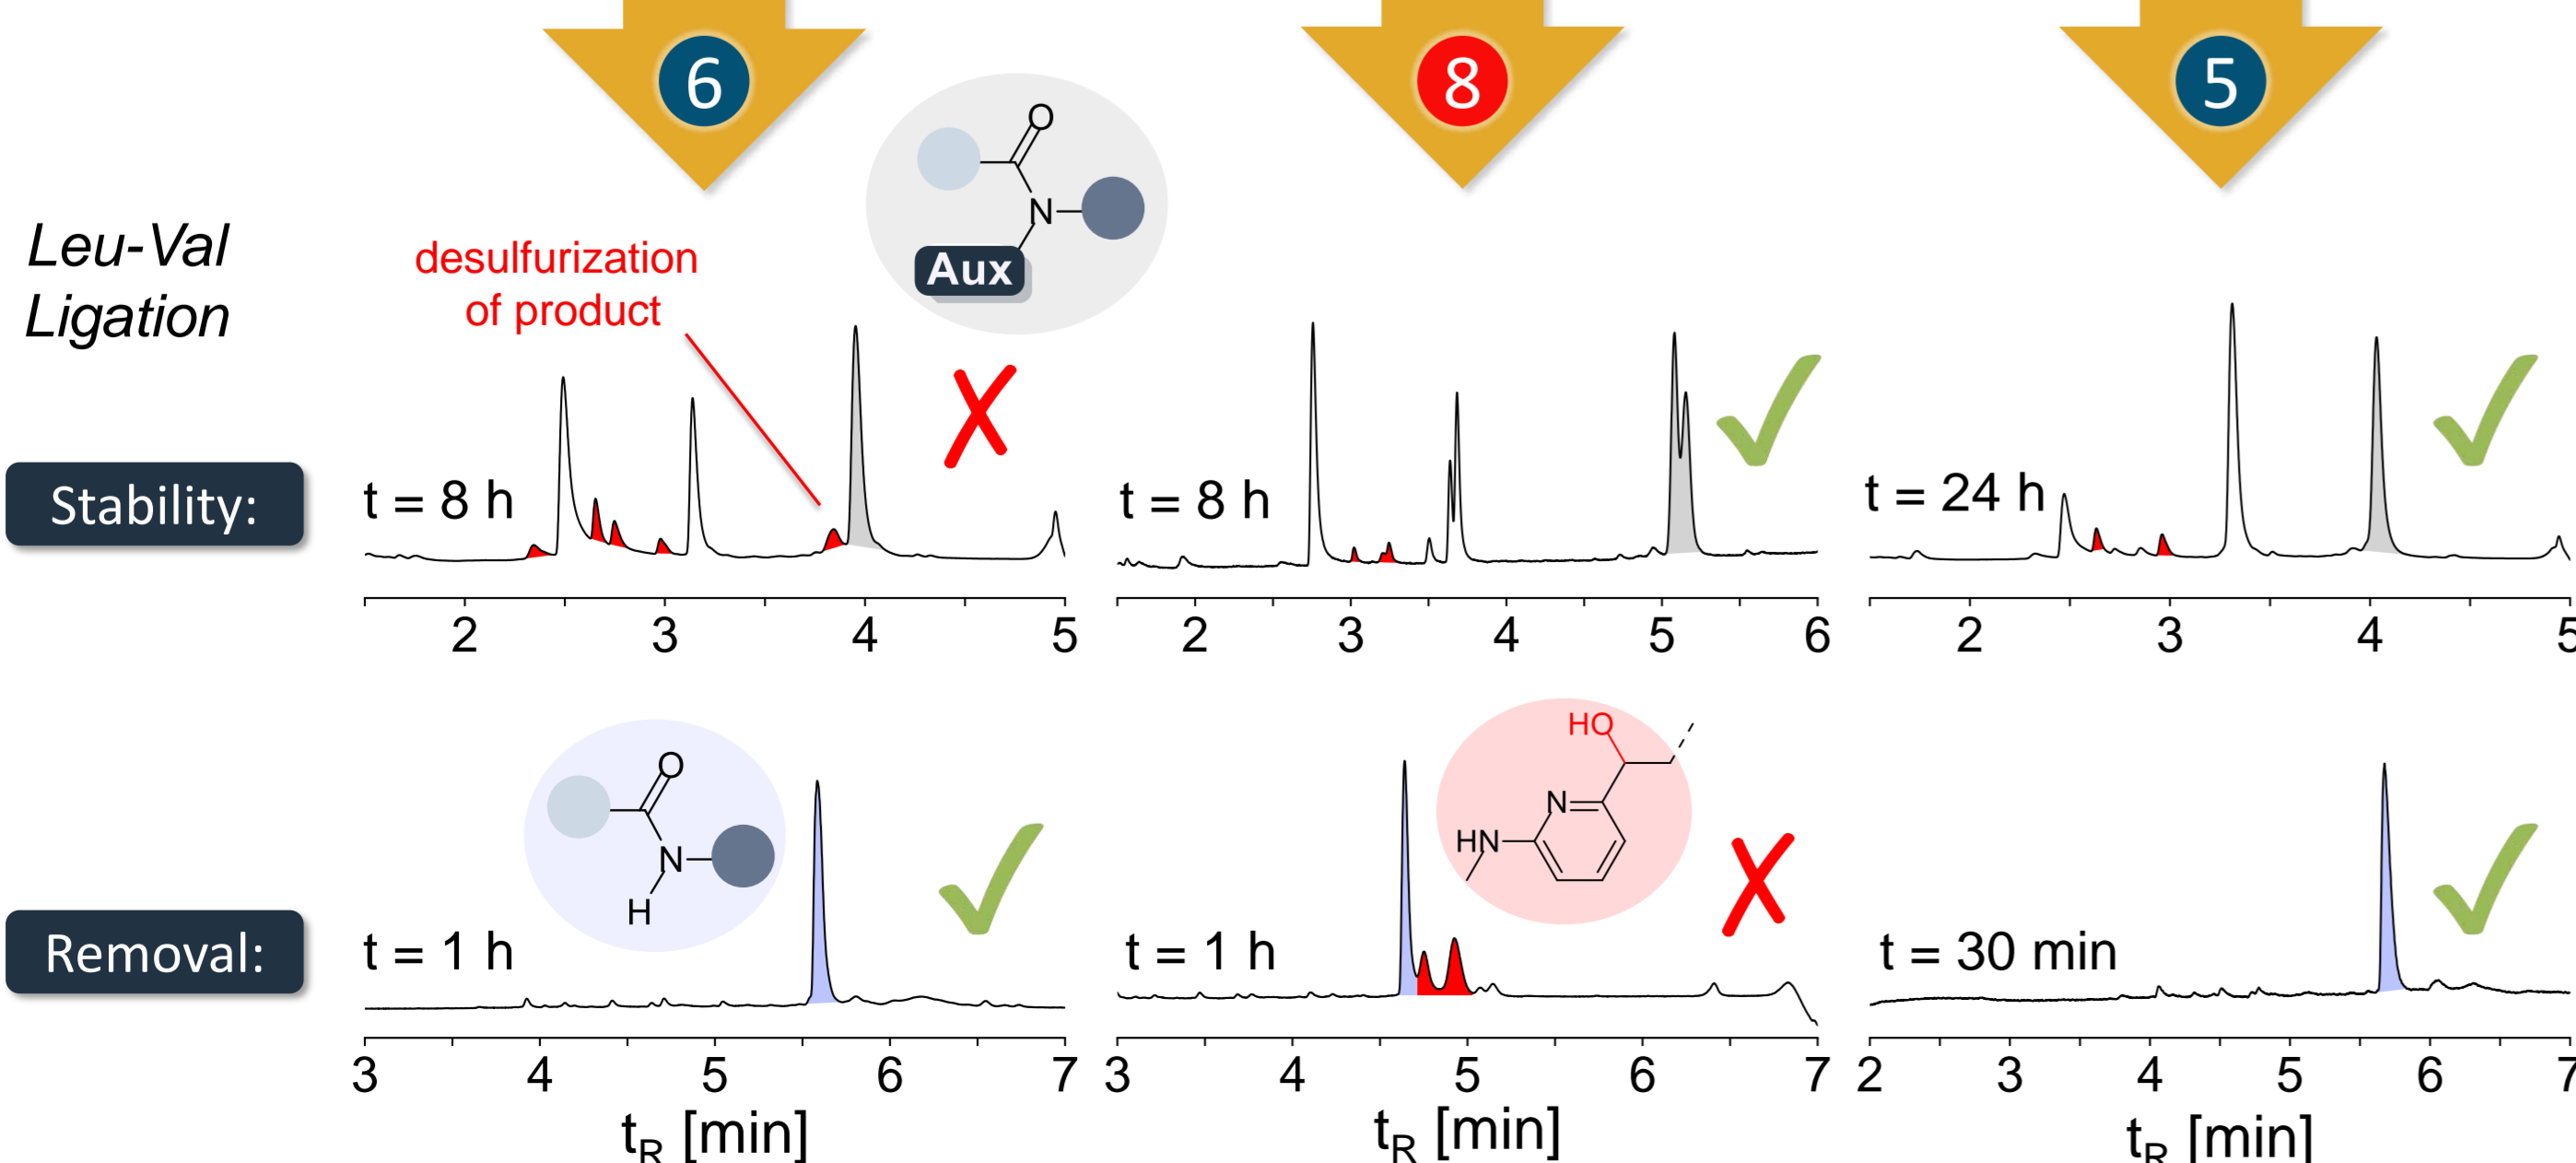 6
8
5
O
N
Aux
Leu-Val
Ligation
desulfurization
of product
Stability:
t = 8 h
t = 8 h
t = 24 h
2 3 4 5
2 3 4 5 6
2 3 4 5
O
N
H
HO
N
HN
Removal:
t = 1 h
t = 1 h
t = 30 min
3 4 5 6 7
3 4 5 6 7
2 3 4 5 6 7
tR [min]
tR [min]
tR [min]